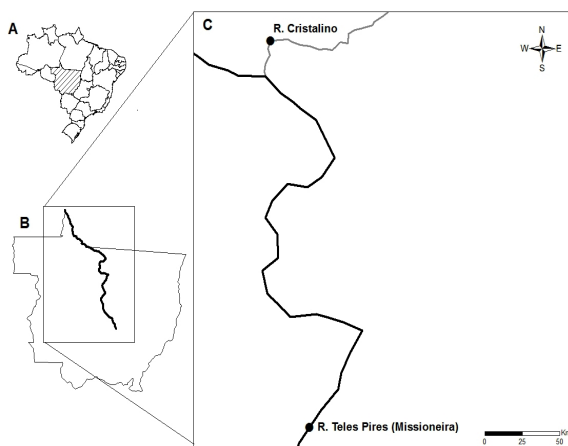 A
B
C
R. Cristalino
N
W E
S
R. Teles Pires (Missioneira)
Km
0 25 50